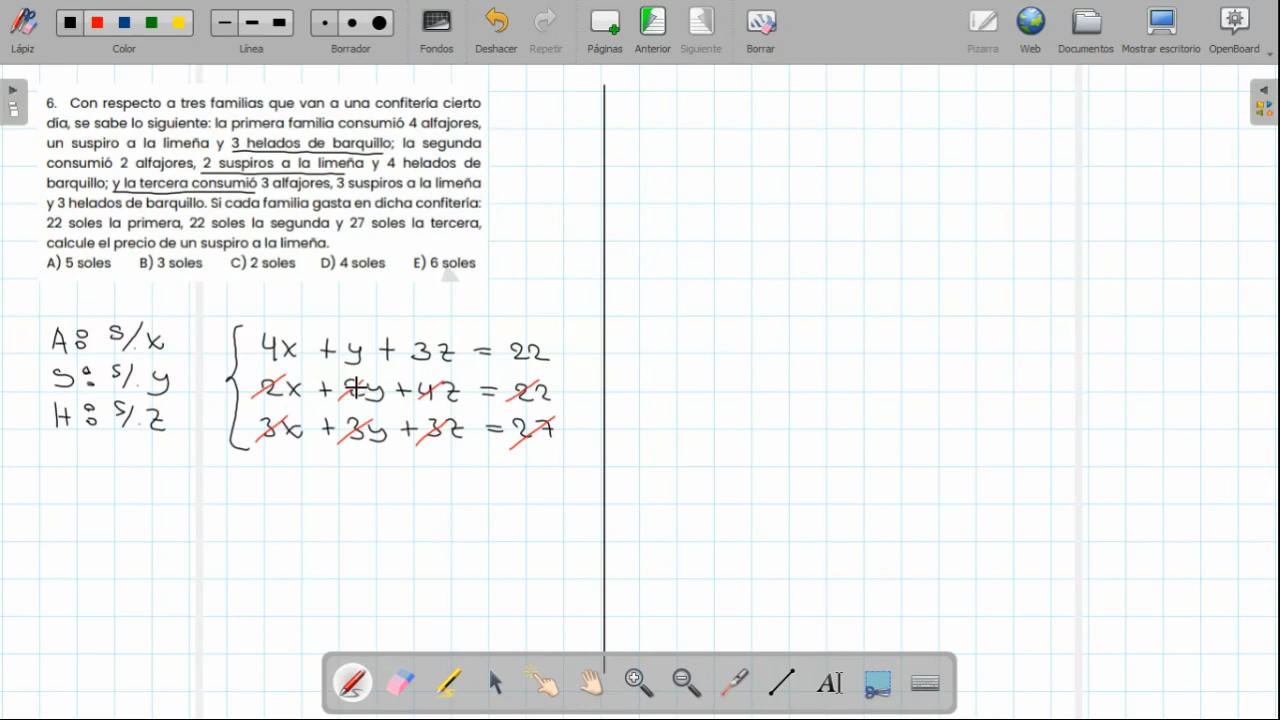 Lápiz Color Línea Borrador Fondos Deshacer Repetir Páginas Anterior Siguiente Borrar Pizarra Web Documentos Mostrar escritorio OpenBoard
6. Con respecto a tres familias que van a una confitería cierto
día, se sabe lo siguiente: la primera familia consumió 4 alfajores,
un suspiro a la limeña y 3 helados de barquillo; la segunda
consumió 2 alfajores, 2 suspiros a la limeña y 4 helados de
barquillo; y la tercera consumió 3 alfajores, 3 suspiros a la limeña
y 3 helados de barquillo. Si cada familia gasta en dicha confitería:
22 soles la primera, 22 soles la segunda y 27 soles la tercera,
calcule el precio de un suspiro a la limeña.
A) 5 soles B) 3 soles C) 2 soles D) 4 soles E) 6 soles
A: S/. x
S: S/. y
H: S/. z
4x + y + 3z = 22
2x + 2y + 4z = 22
3x + 3y + 3z = 27
AI